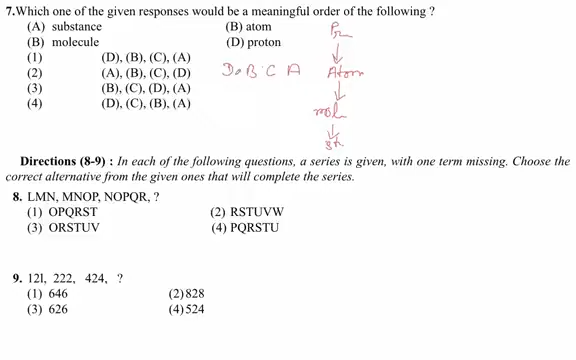 7.Which one of the given responses would be a meaningful order of the following ?
(A) substance (B) atom
(B) molecule (D) proton
(1) (D), (B), (C), (A)
(2) (A), (B), (C), (D)
(3) (B), (C), (D), (A)
(4) (D), (C), (B), (A)
D B C A
Atom
Directions (8-9) : In each of the following questions, a series is given, with one term missing. Choose the
correct alternative from the given ones that will complete the series.
8. LMN, MNOP, NOPQR, ?
(1) OPQRST (2) RSTUVW
(3) ORSTUV (4) PQRSTU
9. 12l, 222, 424, ?
(1) 646 (2)828
(3) 626 (4)524